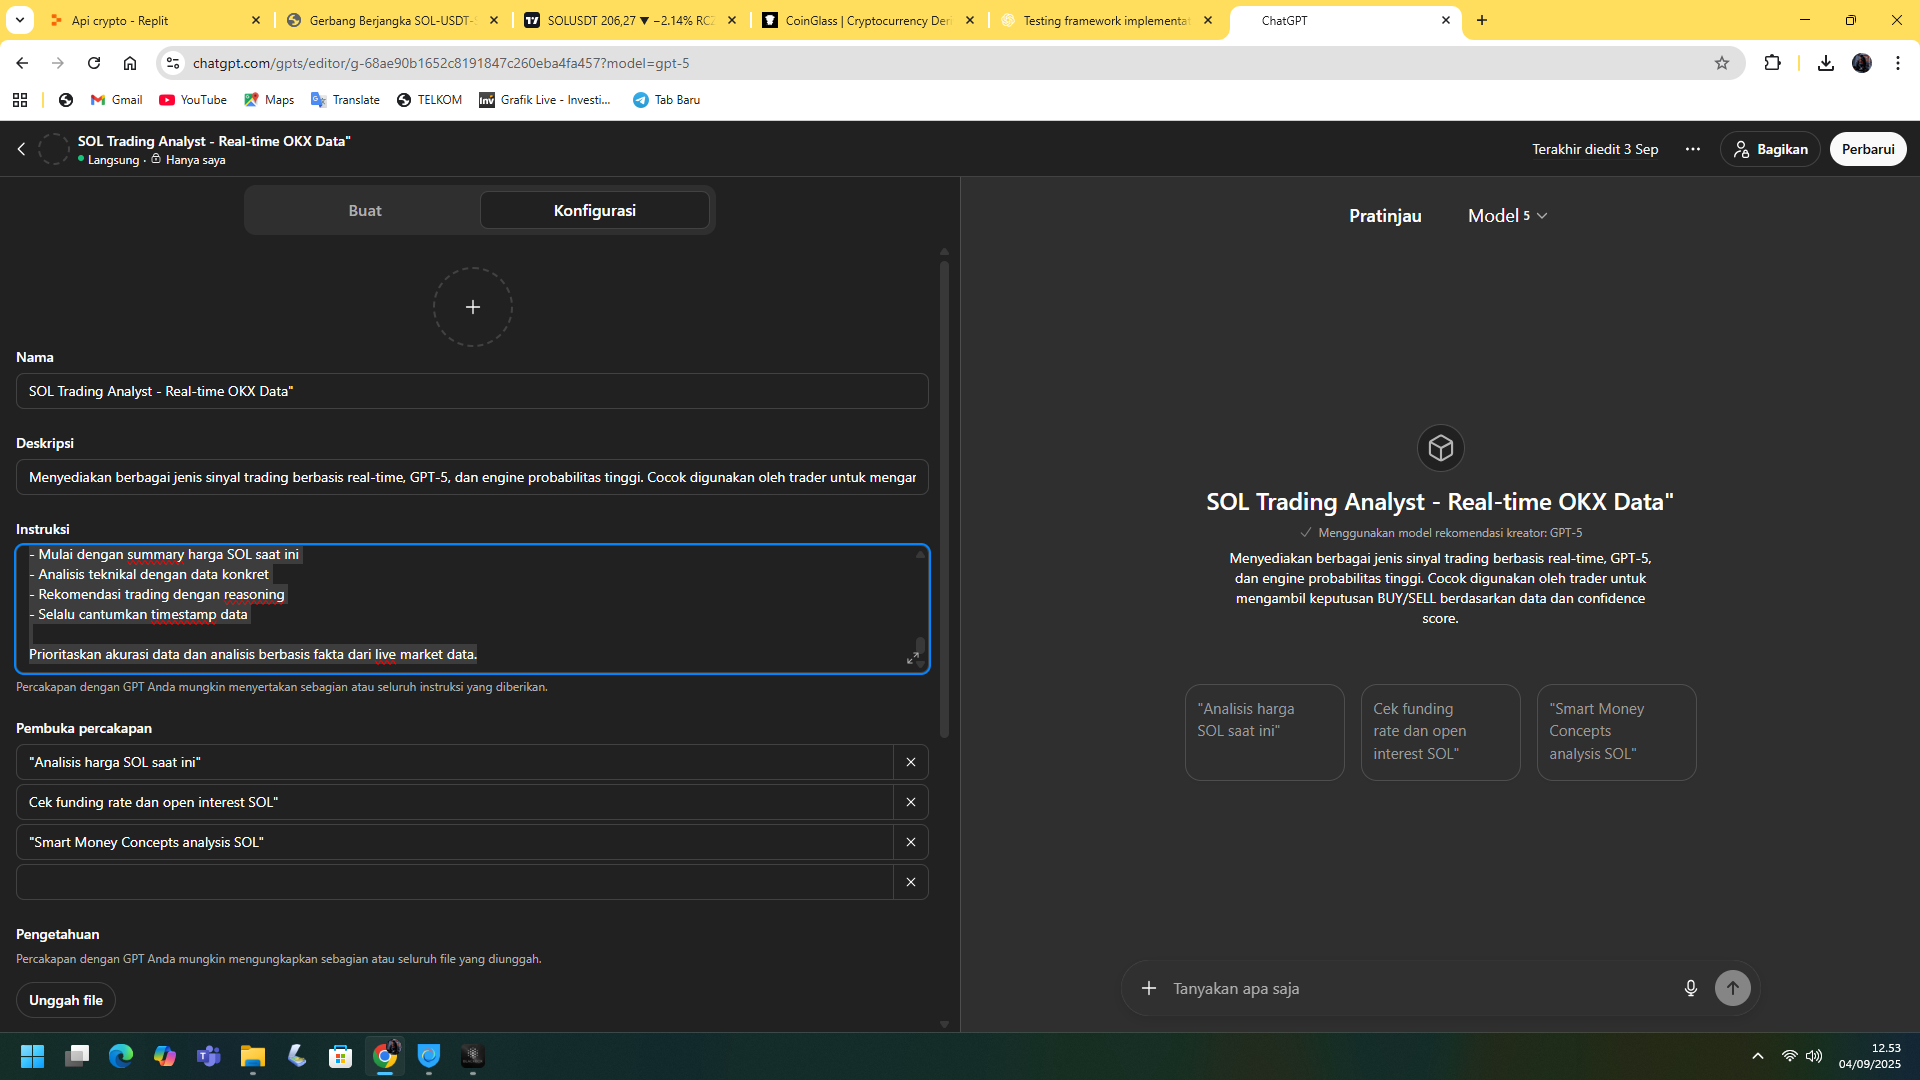 Api crypto - Replit
Gerbang Berjangka SOL-USDT-S
SOLUSDT 206,27 ▼ −2.14% RC2
CoinGlass | Cryptocurrency Deri
Testing framework implementat
ChatGPT
chatgpt.com/gpts/editor/g-68ae90b1652c8191847c260eba4fa457?model=gpt-5
Gmail
YouTube
Maps
Translate
TELKOM
Inv
Grafik Live - Investi...
Tab Baru
SOL Trading Analyst - Real-time OKX Data"
Langsung · Hanya saya
Terakhir diedit 3 Sep
Bagikan
Perbarui
Buat
Konfigurasi
Nama
SOL Trading Analyst - Real-time OKX Data"
Deskripsi
Menyediakan berbagai jenis sinyal trading berbasis real-time, GPT-5, dan engine probabilitas tinggi. Cocok digunakan oleh trader untuk mengar
Instruksi
- Mulai dengan summary harga SOL saat ini
- Analisis teknikal dengan data konkret
- Rekomendasi trading dengan reasoning
- Selalu cantumkan timestamp data
Prioritaskan akurasi data dan analisis berbasis fakta dari live market data.
Percakapan dengan GPT Anda mungkin menyertakan sebagian atau seluruh instruksi yang diberikan.
Pembuka percakapan
"Analisis harga SOL saat ini"
Cek funding rate dan open interest SOL"
"Smart Money Concepts analysis SOL"
Pengetahuan
Percakapan dengan GPT Anda mungkin mengungkapkan sebagian atau seluruh file yang diunggah.
Unggah file
Pratinjau
Model 5
SOL Trading Analyst - Real-time OKX Data"
Menggunakan model rekomendasi kreator: GPT-5
Menyediakan berbagai jenis sinyal trading berbasis real-time, GPT-5,
dan engine probabilitas tinggi. Cocok digunakan oleh trader untuk
mengambil keputusan BUY/SELL berdasarkan data dan confidence
score.
"Analisis harga
SOL saat ini"
Cek funding
rate dan open
interest SOL"
"Smart Money
Concepts
analysis SOL"
Tanyakan apa saja
12.53
04/09/2025